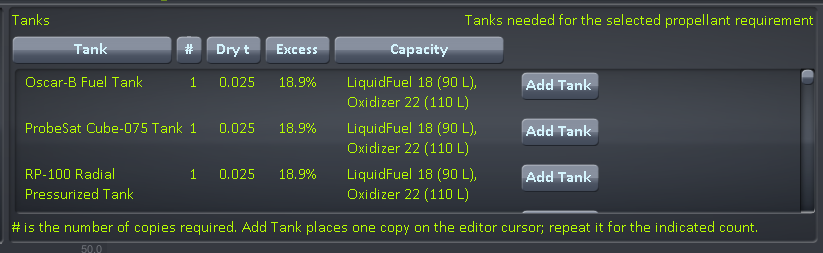 Tanks Tanks needed for the selected propellant requirement
Tank # Dry t Excess Capacity
Oscar-B Fuel Tank 1 0.025 18.9% LiquidFuel 18 (90 L), Add Tank
Oxidizer 22 (110 L)
ProbeSat Cube-075 Tank 1 0.025 18.9% LiquidFuel 18 (90 L), Add Tank
Oxidizer 22 (110 L)
RP-100 Radial 1 0.025 18.9% LiquidFuel 18 (90 L), Add Tank
Pressurized Tank Oxidizer 22 (110 L)
# is the number of copies required. Add Tank places one copy on the editor cursor; repeat it for the indicated count.
50.0